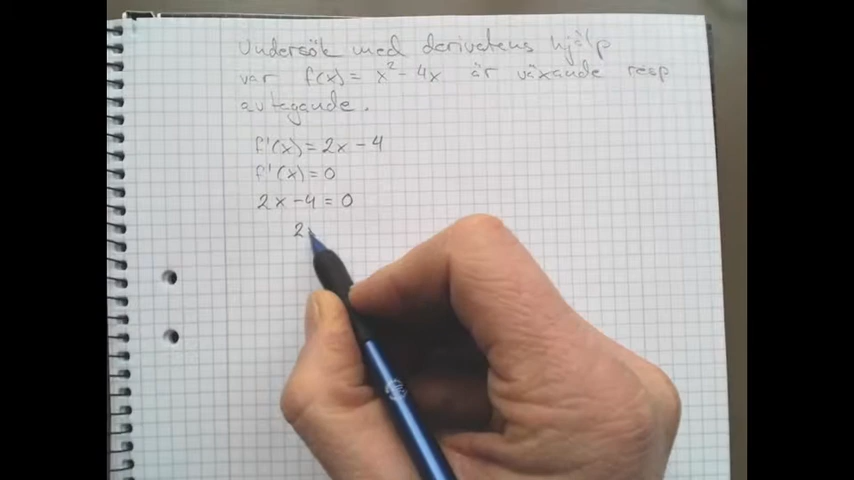 Undersök med derivatans hjälp
var f(x) = x² - 4x är växande resp
avtagande.
f'(x) = 2x - 4
f'(x) = 0
2x - 4 = 0
2